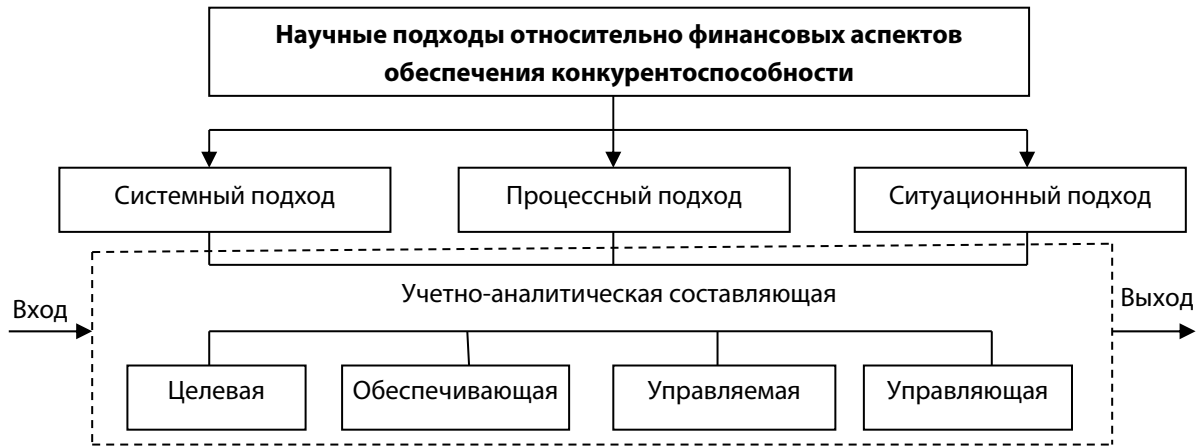 Научные подходы относительно финансовых аспектов
обеспечения конкурентоспособности
Системный подход
Процессный подход
Ситуационный подход
Учетно-аналитическая составляющая
Вход
Выход
Целевая
Обеспечивающая
Управляемая
Управляющая